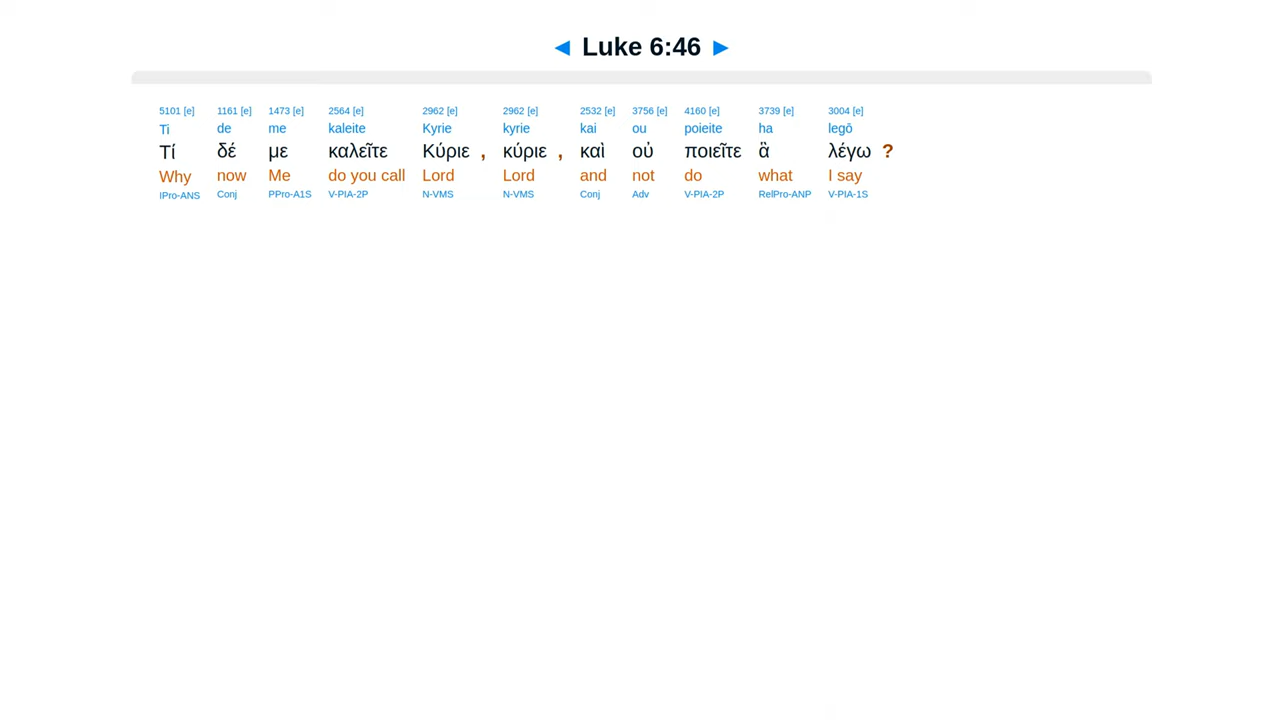 ◄ Luke 6:46 ►
5101 [e] 1161 [e] 1473 [e] 2564 [e] 2962 [e] 2962 [e] 2532 [e] 3756 [e] 4160 [e] 3739 [e] 3004 [e]
Ti de me kaleite Kyrie kyrie kai ou poieite ha legō
Τί δέ με καλεῖτε Κύριε , κύριε , καὶ οὐ ποιεῖτε ἃ λέγω ?
Why now Me do you call Lord Lord and not do what I say
IPro-ANS Conj PPro-A1S V-PIA-2P N-VMS N-VMS Conj Adv V-PIA-2P RelPro-ANP V-PIA-1S